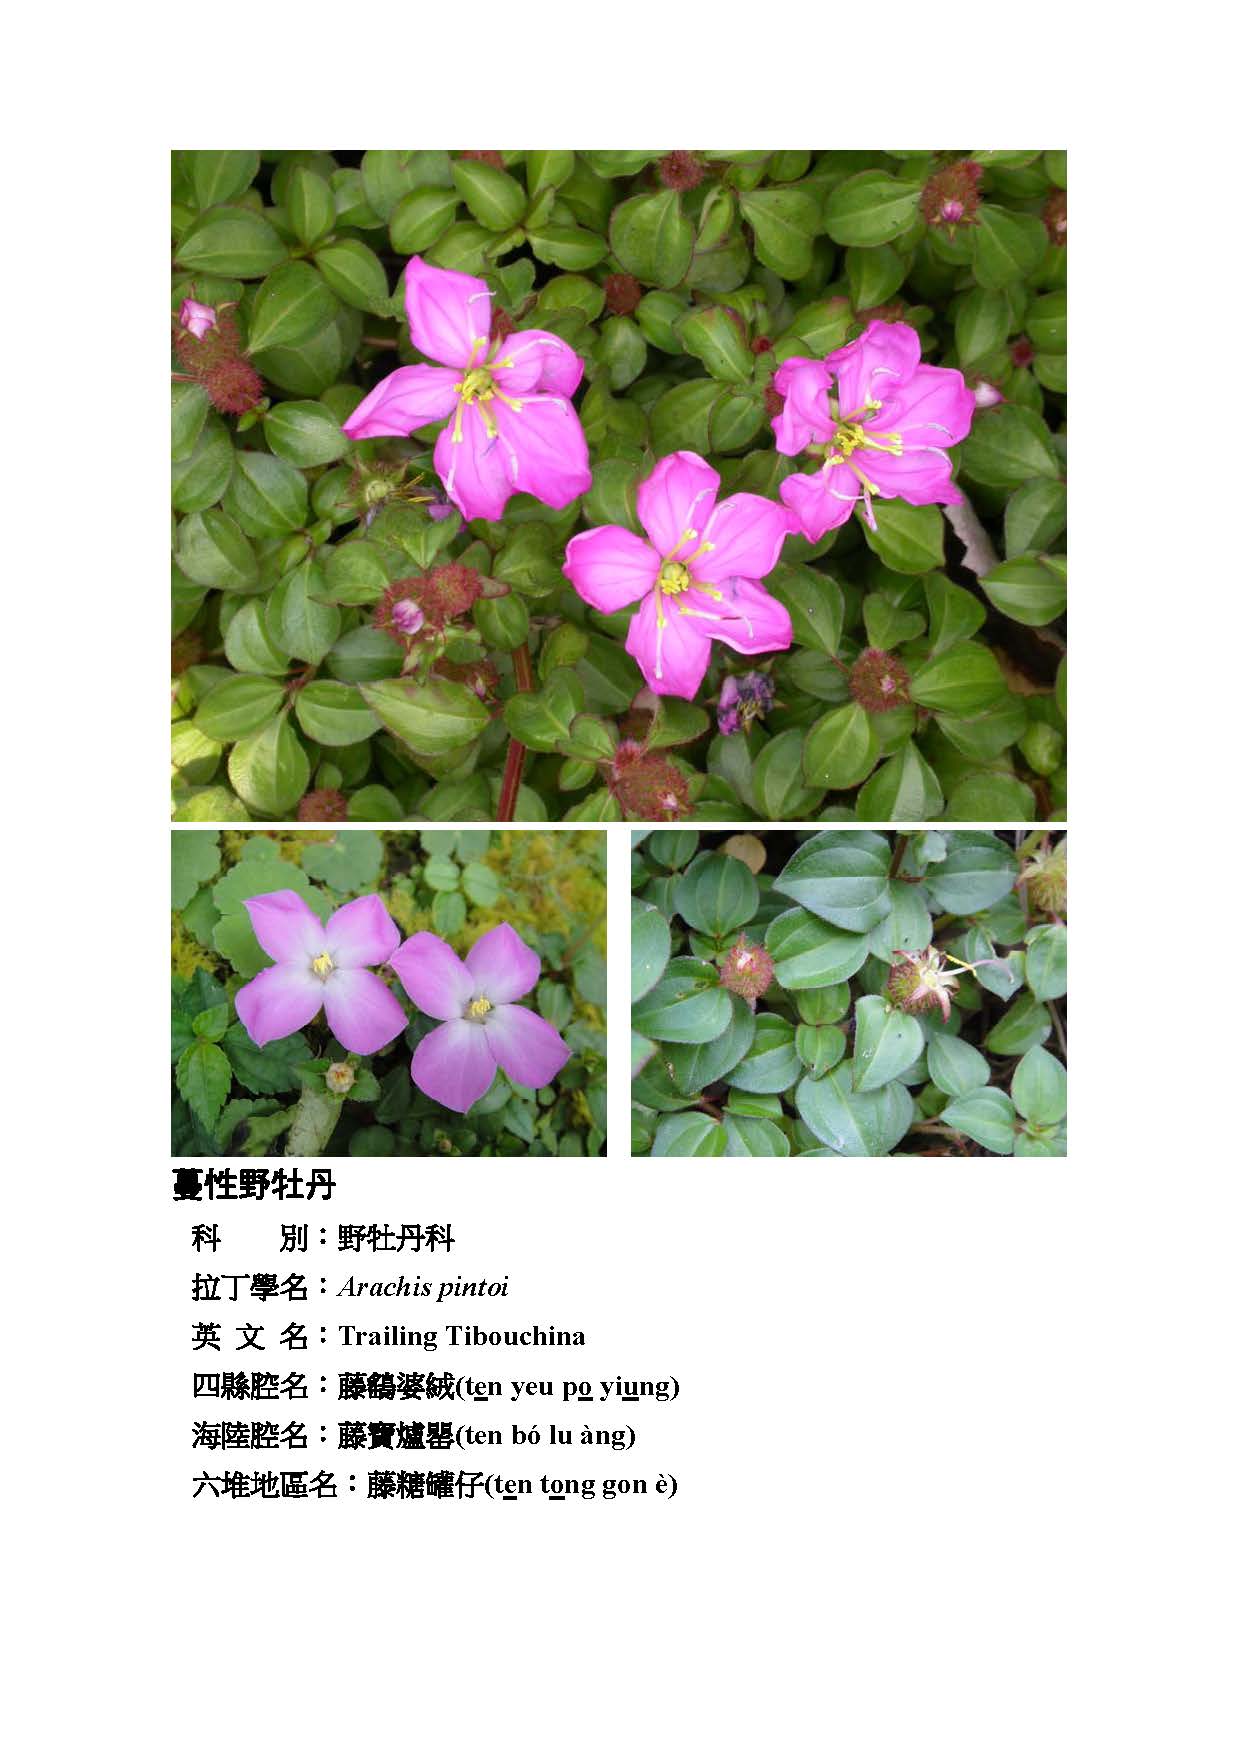 蔓性野牡丹
科　　別：野牡丹科
拉丁學名：Arachis pintoi
英 文 名：Trailing Tibouchina
四縣腔名：藤鷂婆絨(ten yeu po yiung)
海陸腔名：藤寶爐罌(ten bó lu àng)
六堆地區名：藤糖罐仔(ten tong gon è)